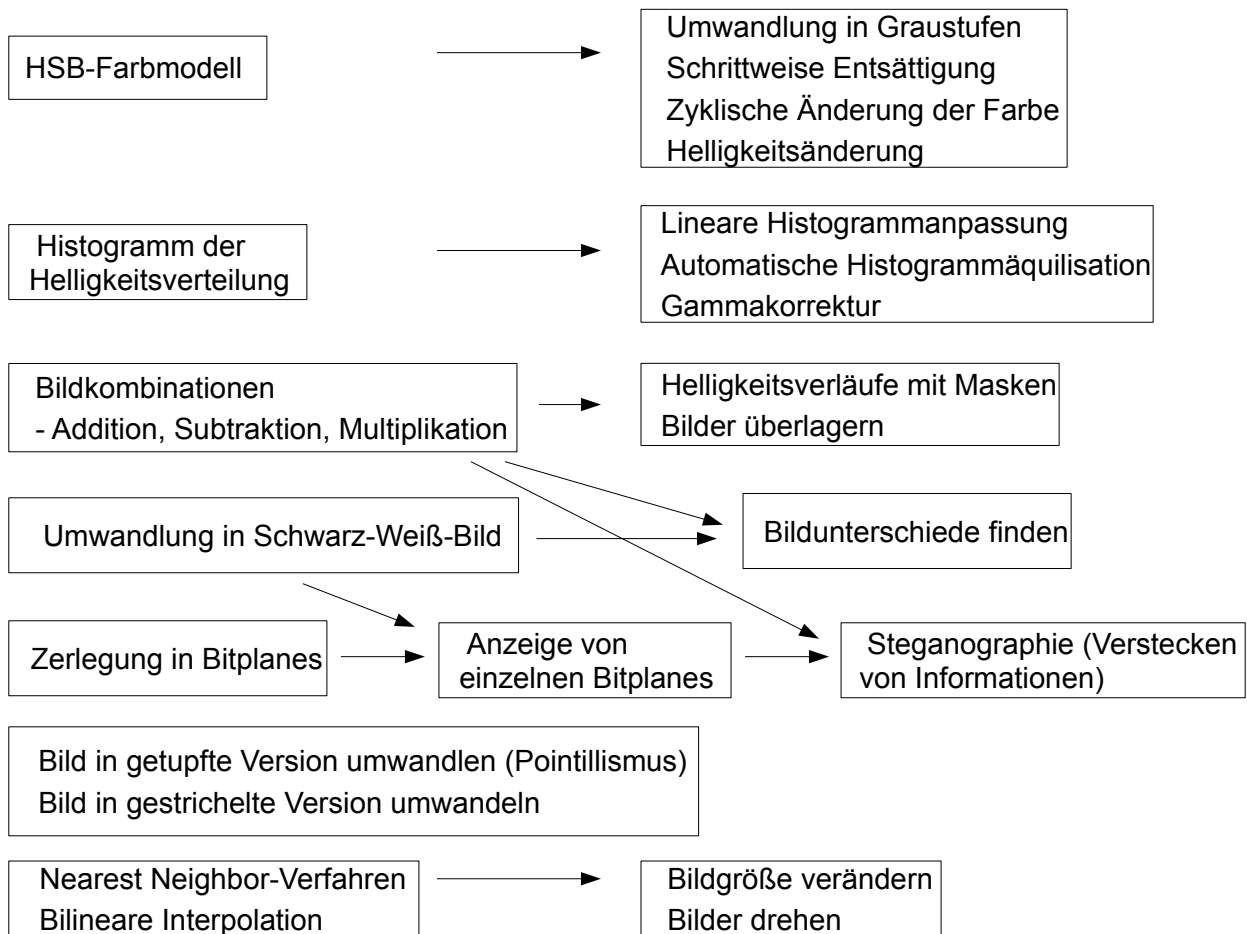 HSB-Farbmodell
Umwandlung in Graustufen
Schrittweise Entsättigung
Zyklische Änderung der Farbe
Helligkeitsänderung
Histogramm der
Helligkeitsverteilung
Lineare Histogrammanpassung
Automatische Histogrammäquilisation
Gammakorrektur
Bildkombinationen
- Addition, Subtraktion, Multiplikation
Helligkeitsverläufe mit Masken
Bilder überlagern
Umwandlung in Schwarz-Weiß-Bild
Bildunterschiede finden
Zerlegung in Bitplanes
Anzeige von
einzelnen Bitplanes
Steganographie (Verstecken
von Informationen)
Bild in getupfte Version umwandlen (Pointillismus)
Bild in gestrichelte Version umwandeln
Nearest Neighbor-Verfahren
Bilineare Interpolation
Bildgröße verändern
Bilder drehen